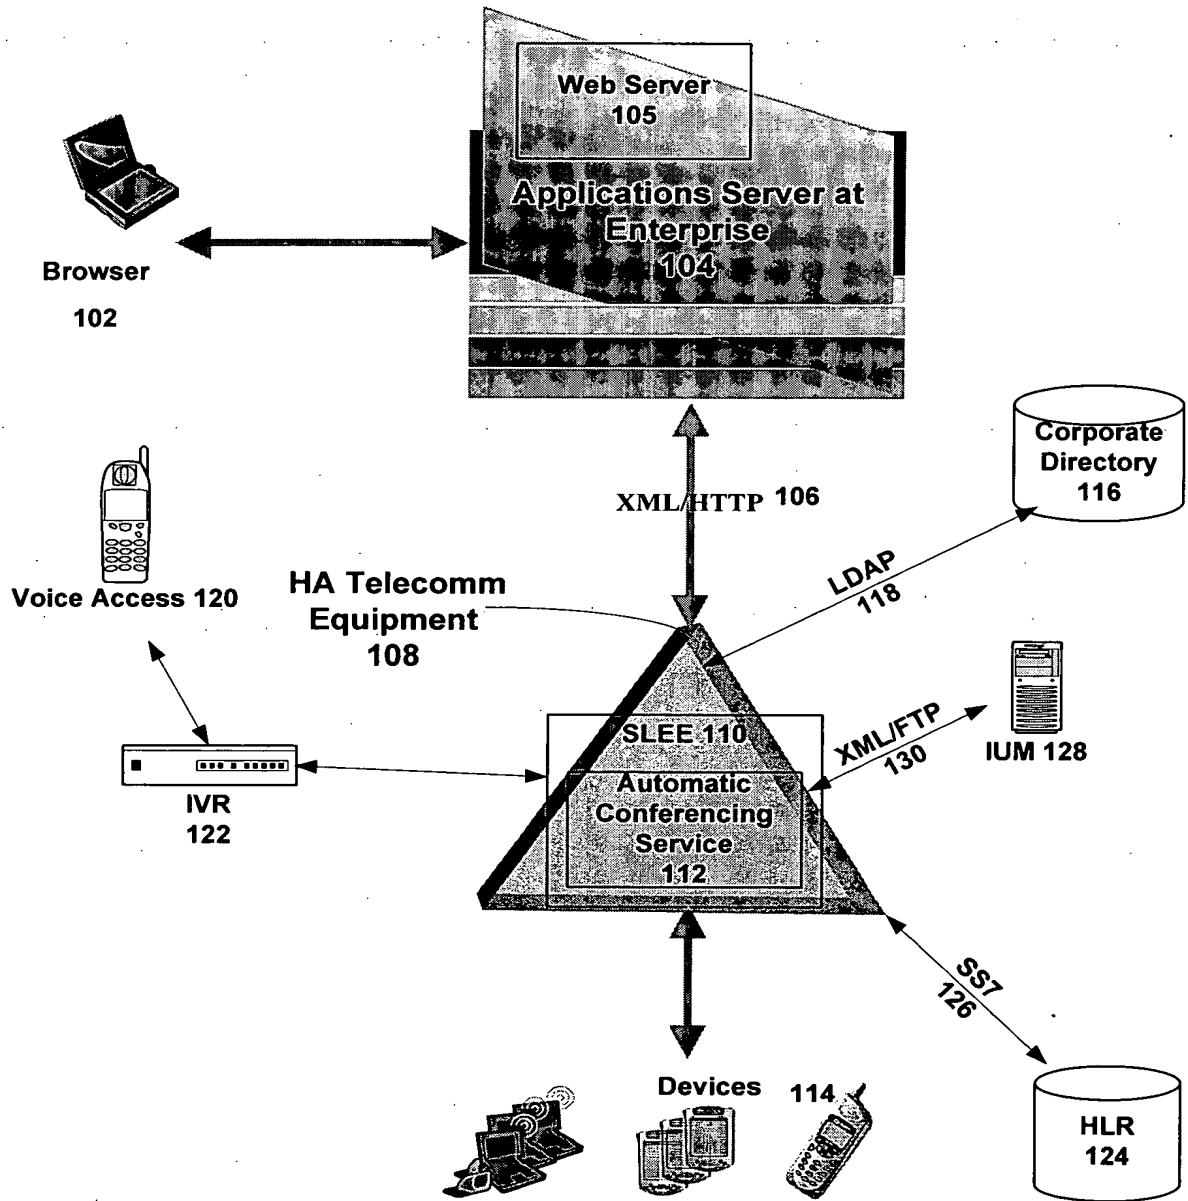 Web Server
105
Applications Server at
Enterprise
104
Browser
102
XML/HTTP 106
Corporate
Directory
116
LDAP
118
Voice Access 120
HA Telecomm
Equipment
108
SLEE 110
XML/FTP
130
IUM 128
IVR
122
Automatic
Conferencing
Service
112
SS7
126
Devices 114
HLR
124